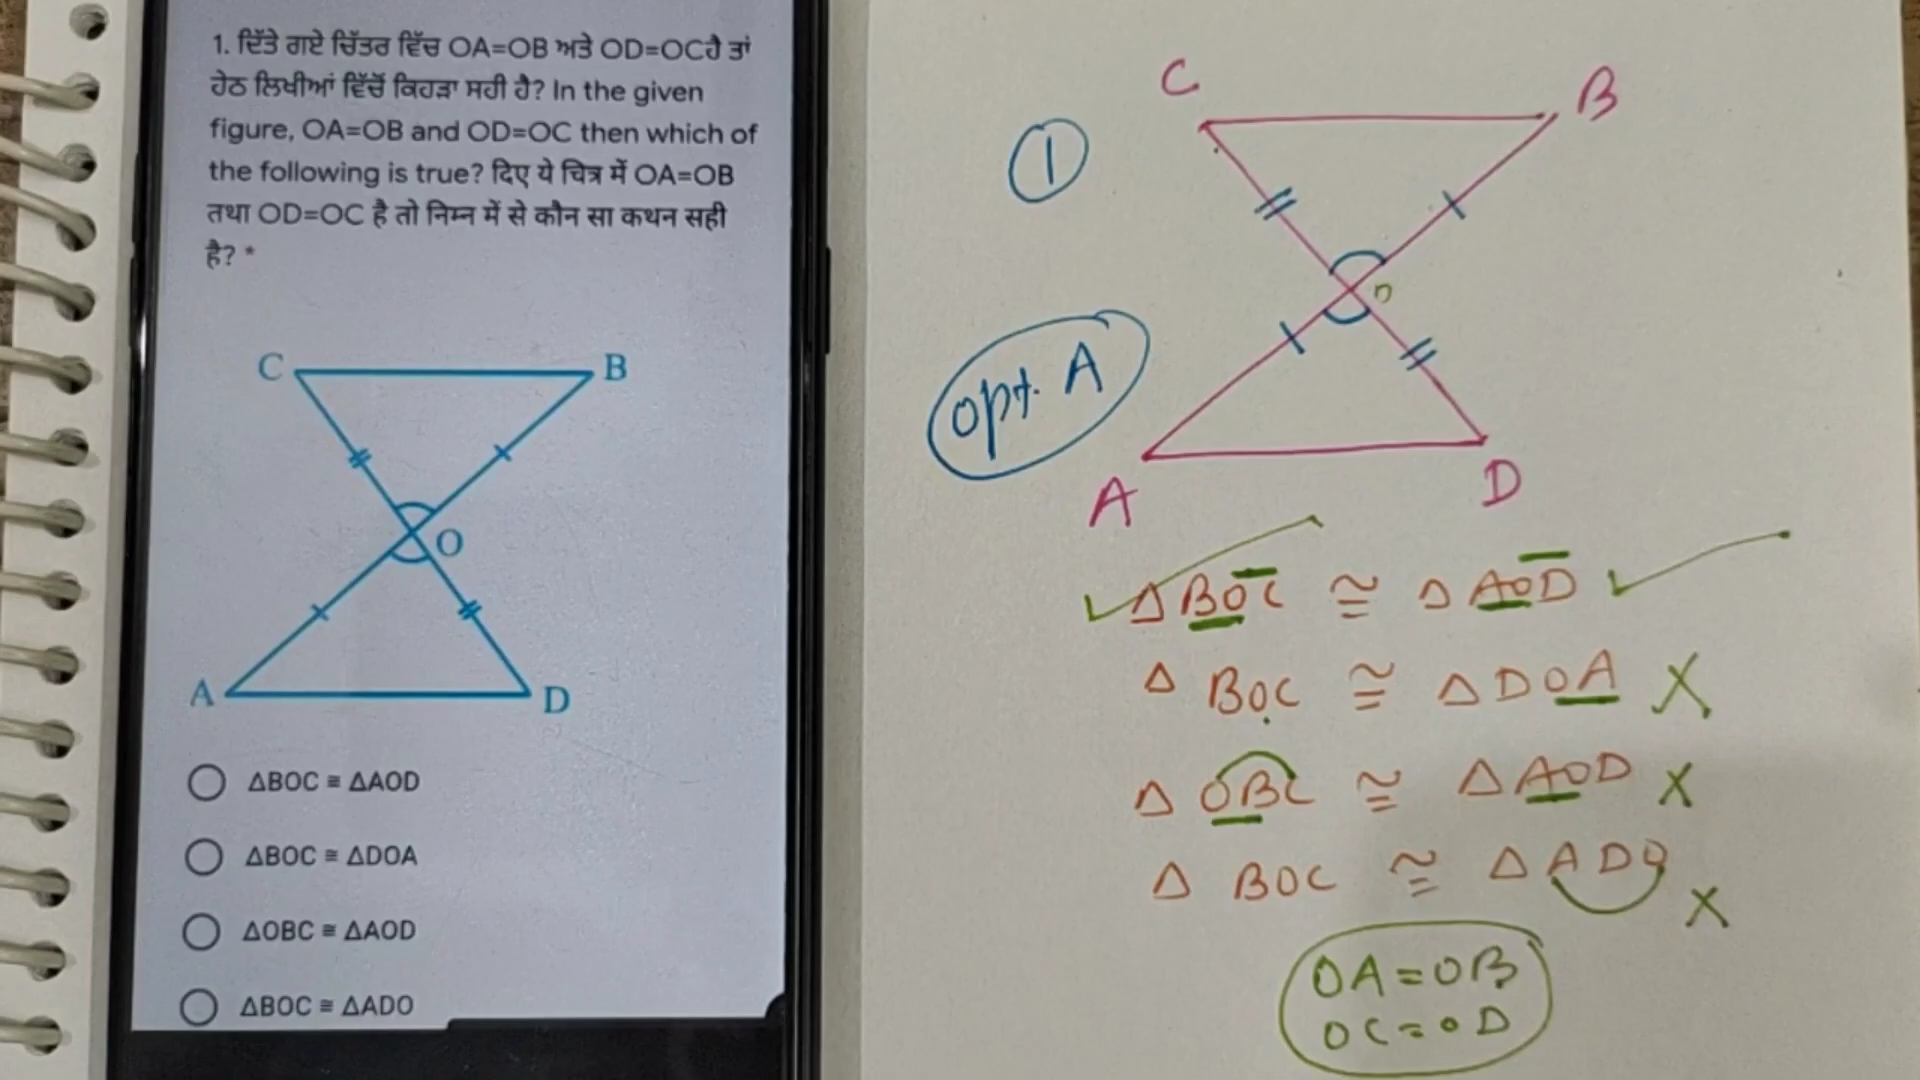 1. ਦਿੱਤੇ ਗਏ ਚਿੱਤਰ ਵਿੱਚ OA=OB ਅਤੇ OD=OCਹੈ ਤਾਂ
ਹੇਠ ਲਿਖੀਆਂ ਵਿੱਚੋਂ ਕਿਹੜਾ ਸਹੀ ਹੈ? In the given
figure, OA=OB and OD=OC then which of
the following is true? दिए ये चित्र में OA=OB
तथा OD=OC है तो निम्न में से कौन सा कथन सही
है? *
C B
O
A D
ΔBOC ≅ ΔAOD
ΔBOC ≅ ΔDOA
ΔOBC ≅ ΔAOD
ΔBOC ≅ ΔADO
1
C B
O
opt. A
A D
Δ BOC ≅ Δ AOD
Δ BOC ≅ Δ DOA
Δ OBC ≅ Δ AOD
Δ BOC ≅ Δ ADO
OA=OB
OC=OD